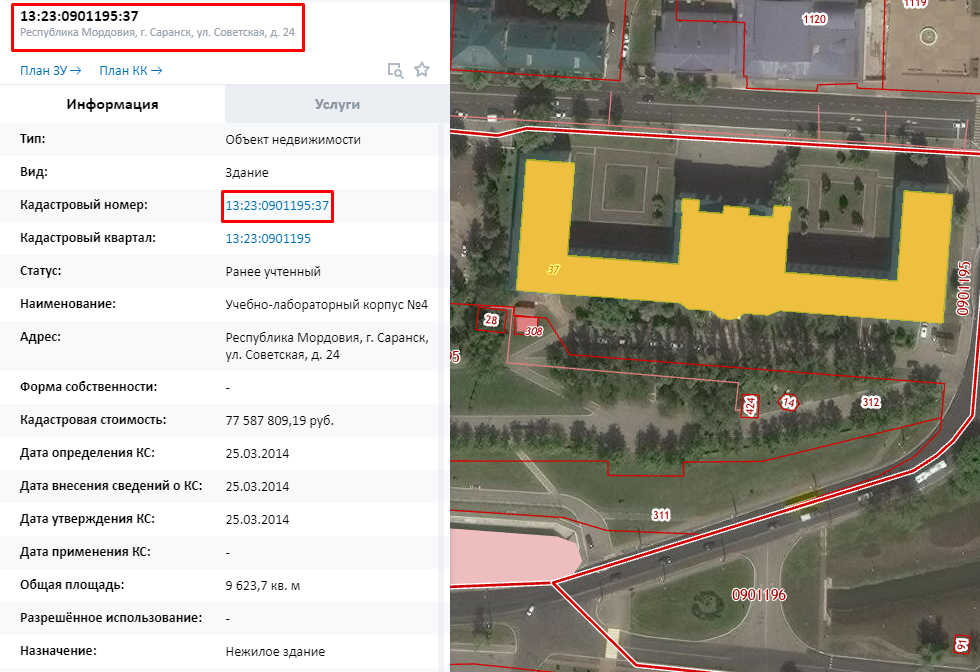 13:23:0901195:37
Республика Мордовия, г. Саранск, ул. Советская, д. 24
План ЗУ→ План КК→
Информация Услуги
Тип: Объект недвижимости
Вид: Здание
Кадастровый номер: 13:23:0901195:37
Кадастровый квартал: 13:23:0901195
Статус: Ранее учтенный
Наименование: Учебно-лабораторный корпус №4
Адрес: Республика Мордовия, г. Саранск,
ул. Советская, д. 24
Форма собственности: -
Кадастровая стоимость: 77 587 809,19 руб.
Дата определения КС: 25.03.2014
Дата внесения сведений о КС: 25.03.2014
Дата утверждения КС: 25.03.2014
Дата применения КС: -
Общая площадь: 9 623,7 кв. м
Разрешённое использование: -
Назначение: Нежилое здание
1119
1120
37
0901195
28
308
95
424
14
312
311
0901196
91